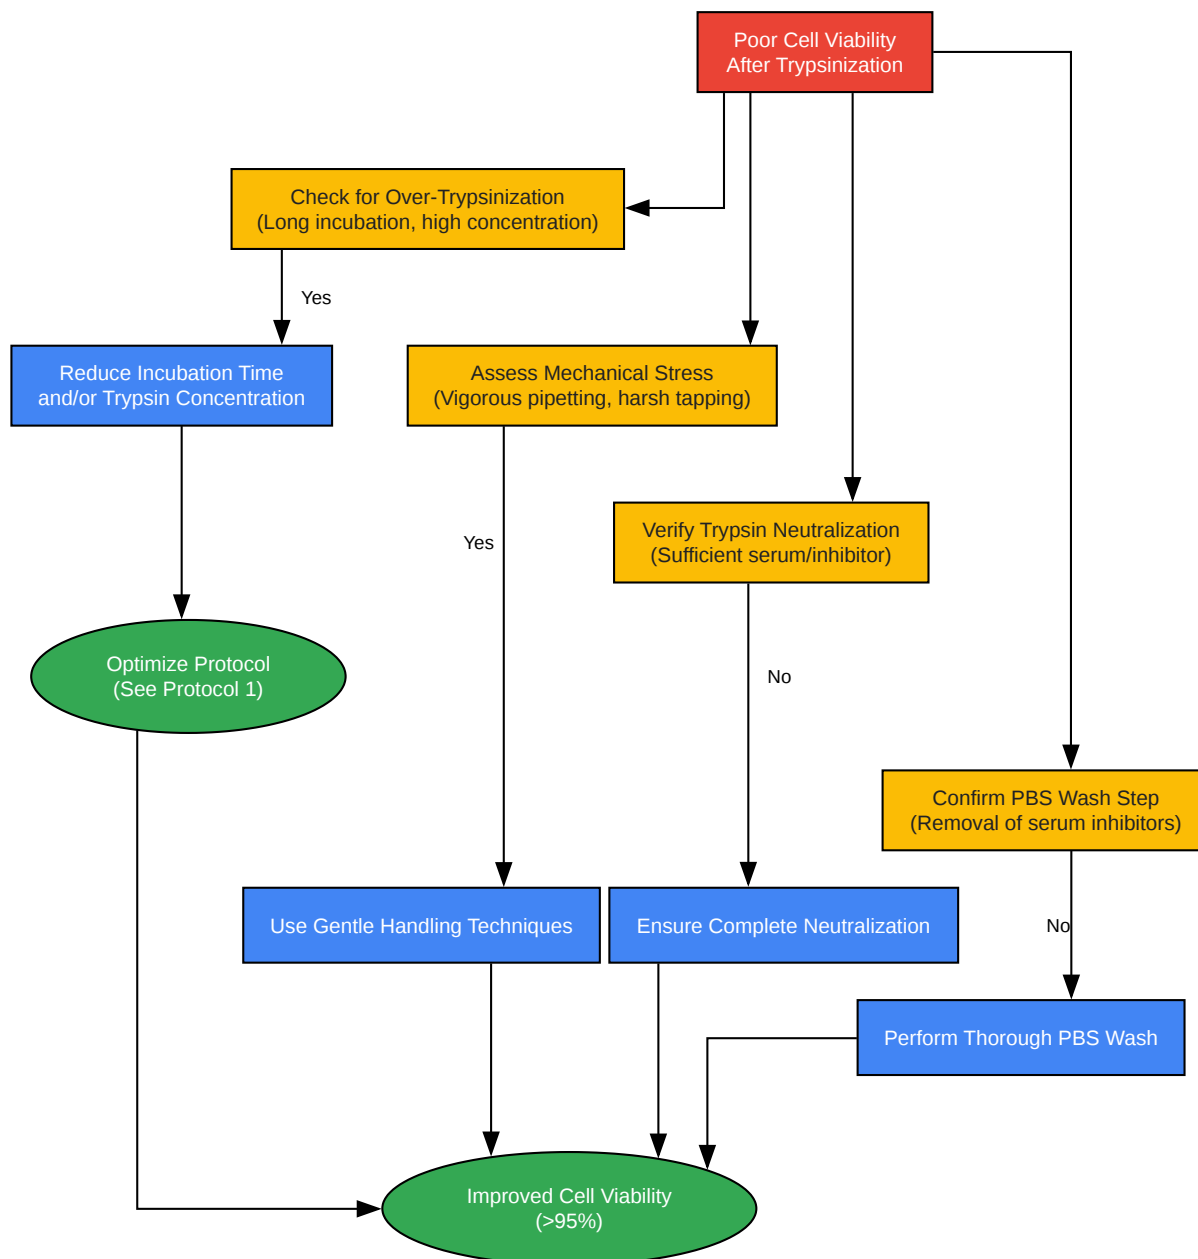 Poor Cell Viability
After Trypsinization
Check for Over-Trypsinization
(Long incubation, high concentration)
Yes
Reduce Incubation Time
and/or Trypsin Concentration
Assess Mechanical Stress
(Vigorous pipetting, harsh tapping)
Verify Trypsin Neutralization
(Sufficient serum/inhibitor)
Yes
Optimize Protocol
(See Protocol 1)
No
Confirm PBS Wash Step
(Removal of serum inhibitors)
Use Gentle Handling Techniques
Ensure Complete Neutralization
No
Perform Thorough PBS Wash
Improved Cell Viability
(>95%)